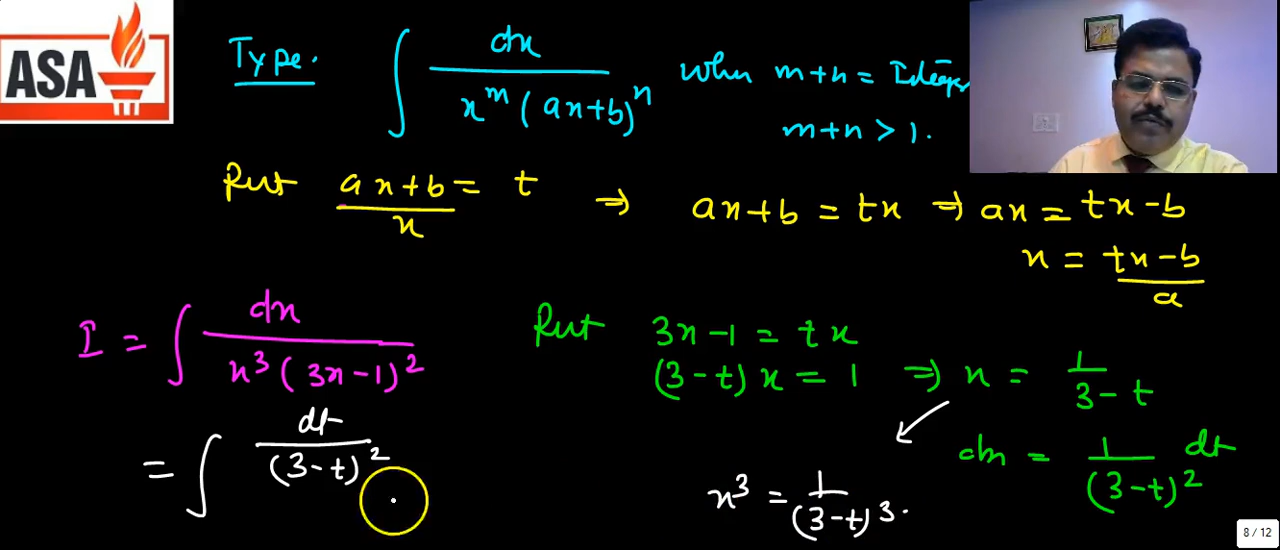 ASA
Type. ∫ dx / x^m (ax+b)^n when m+n = Integer
m+n > 1.
Put (ax+b)/x = t ⇒ ax+b = tx ⇒ ax = tx-b
x = (tx-b)/a
I = ∫ dx / x^3 (3x-1)^2
Put 3x-1 = tx
(3-t)x = 1 ⇒ x = 1/(3-t)
dx = 1/(3-t)^2 dt
= ∫ dt/(3-t)^2
x^3 = 1/(3-t)^3.
8 / 12